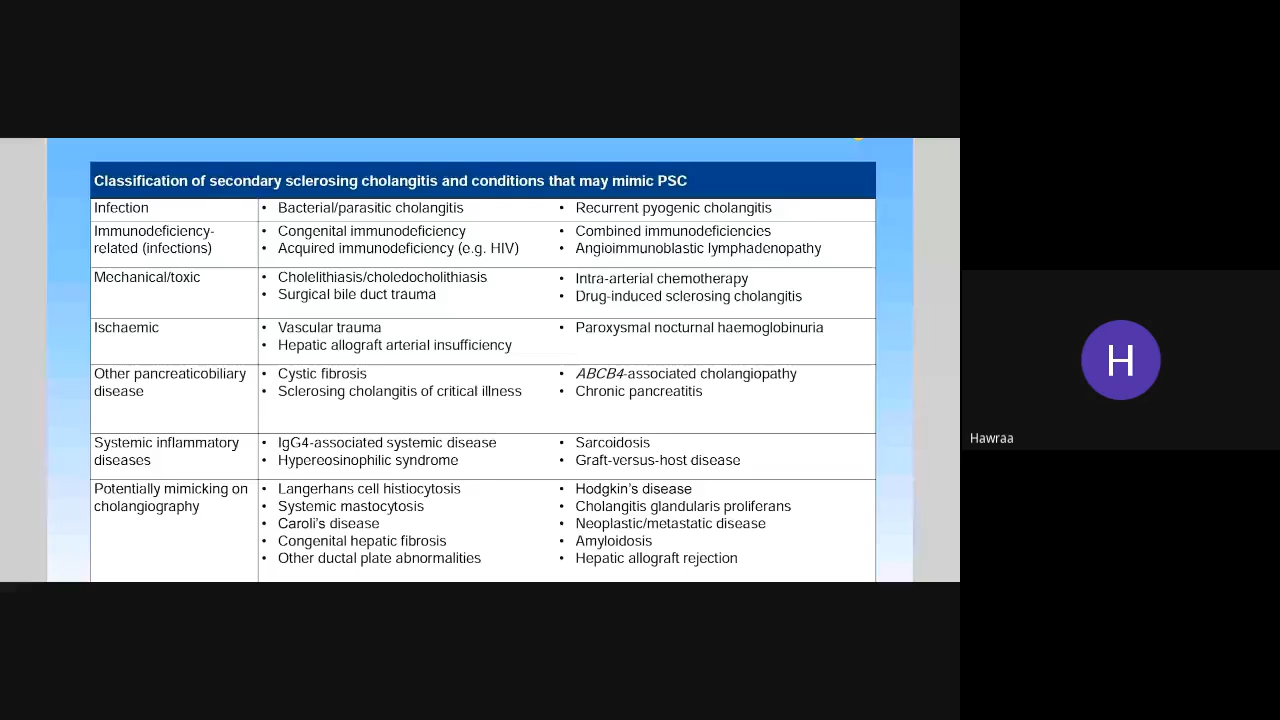 Classification of secondary sclerosing cholangitis and conditions that may mimic PSC
Infection
• Bacterial/parasitic cholangitis
• Recurrent pyogenic cholangitis
Immunodeficiency-
related (infections)
• Congenital immunodeficiency
• Acquired immunodeficiency (e.g. HIV)
• Combined immunodeficiencies
• Angioimmunoblastic lymphadenopathy
Mechanical/toxic
• Cholelithiasis/choledocholithiasis
• Surgical bile duct trauma
• Intra-arterial chemotherapy
• Drug-induced sclerosing cholangitis
Ischaemic
• Vascular trauma
• Hepatic allograft arterial insufficiency
• Paroxysmal nocturnal haemoglobinuria
Other pancreaticobiliary
disease
• Cystic fibrosis
• Sclerosing cholangitis of critical illness
• ABCB4-associated cholangiopathy
• Chronic pancreatitis
Systemic inflammatory
diseases
• IgG4-associated systemic disease
• Hypereosinophilic syndrome
• Sarcoidosis
• Graft-versus-host disease
Potentially mimicking on
cholangiography
• Langerhans cell histiocytosis
• Systemic mastocytosis
• Caroli's disease
• Congenital hepatic fibrosis
• Other ductal plate abnormalities
• Hodgkin's disease
• Cholangitis glandularis proliferans
• Neoplastic/metastatic disease
• Amyloidosis
• Hepatic allograft rejection
H
Hawraa